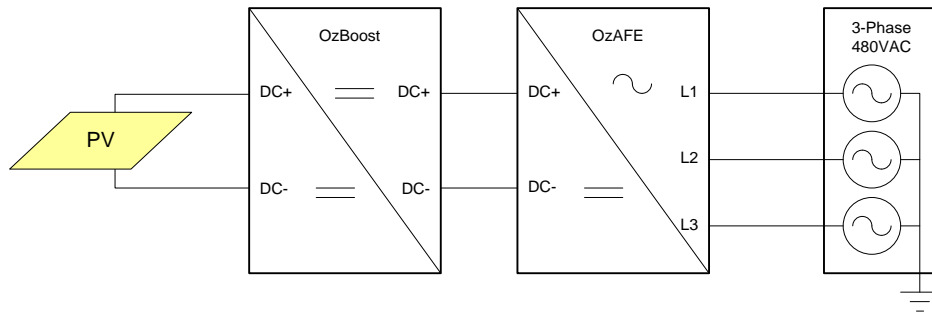 OzBoost
OzAFE
3-Phase
480VAC
DC+
DC+
DC+
L1
PV
L2
DC-
DC-
DC-
L3